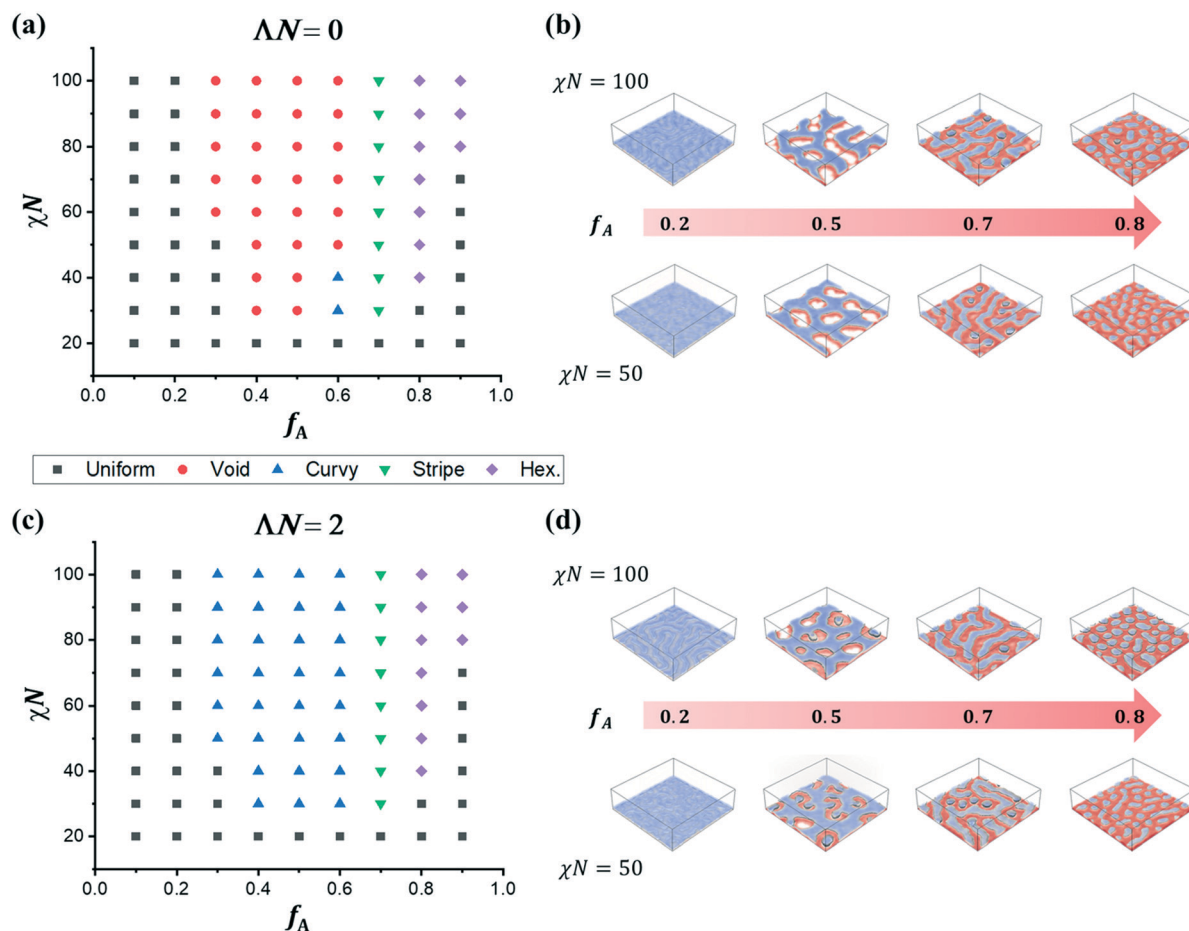 (a)
ΛN = 0
100
80
60
40
20
χN
0.0 0.2 0.4 0.6 0.8 1.0
f_A
(b)
χN = 100
f_A 0.2 0.5 0.7 0.8
χN = 50
Uniform Void Curvy Stripe Hex.
(c)
ΛN = 2
100
80
60
40
20
χN
0.0 0.2 0.4 0.6 0.8 1.0
f_A
(d)
χN = 100
f_A 0.2 0.5 0.7 0.8
χN = 50